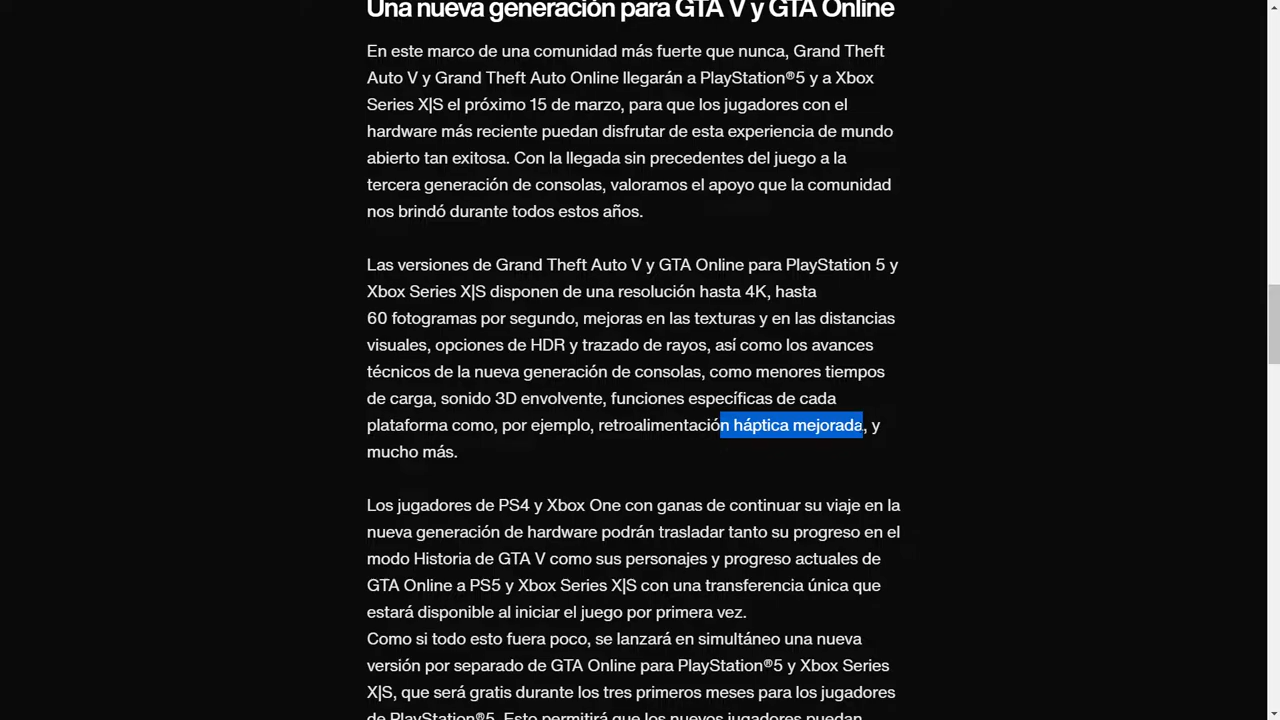 Una nueva generación para GTA V y GTA Online
En este marco de una comunidad más fuerte que nunca, Grand Theft
Auto V y Grand Theft Auto Online llegarán a PlayStation®5 y a Xbox
Series X|S el próximo 15 de marzo, para que los jugadores con el
hardware más reciente puedan disfrutar de esta experiencia de mundo
abierto tan exitosa. Con la llegada sin precedentes del juego a la
tercera generación de consolas, valoramos el apoyo que la comunidad
nos brindó durante todos estos años.
Las versiones de Grand Theft Auto V y GTA Online para PlayStation 5 y
Xbox Series X|S disponen de una resolución hasta 4K, hasta
60 fotogramas por segundo, mejoras en las texturas y en las distancias
visuales, opciones de HDR y trazado de rayos, así como los avances
técnicos de la nueva generación de consolas, como menores tiempos
de carga, sonido 3D envolvente, funciones específicas de cada
plataforma como, por ejemplo, retroalimentación háptica mejorada, y
mucho más.
Los jugadores de PS4 y Xbox One con ganas de continuar su viaje en la
nueva generación de hardware podrán trasladar tanto su progreso en el
modo Historia de GTA V como sus personajes y progreso actuales de
GTA Online a PS5 y Xbox Series X|S con una transferencia única que
estará disponible al iniciar el juego por primera vez.
Como si todo esto fuera poco, se lanzará en simultáneo una nueva
versión por separado de GTA Online para PlayStation®5 y Xbox Series
X|S, que será gratis durante los tres primeros meses para los jugadores
de PlayStation®5. Esto permitirá que los nuevos jugadores puedan